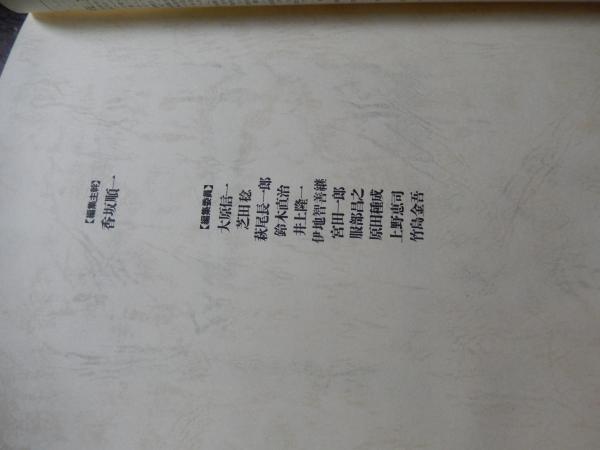 【編集主幹】
香坂順一
【編集委員】
大原信一
芝田稔
萩尾長一郎
鈴木直治
井上隆一
伊地智善継
宮田一郎
服部昌之
原田種成
上野恵司
竹島金吾